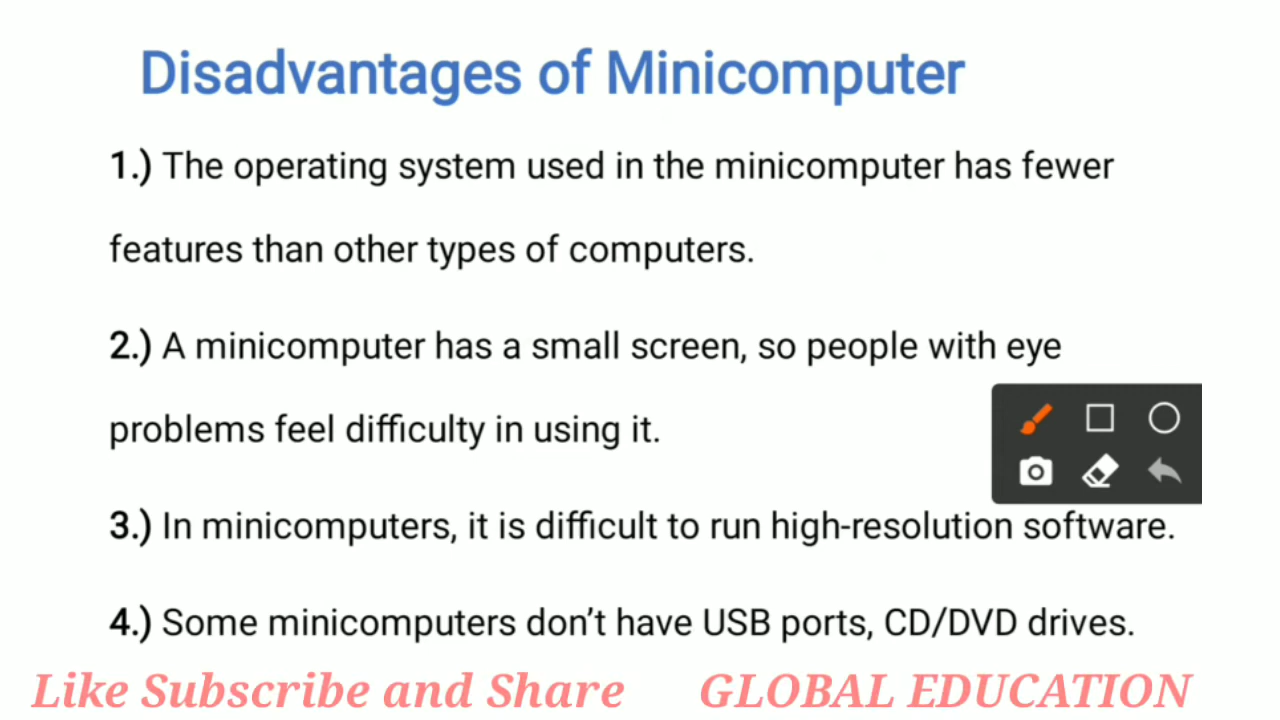 Disadvantages of Minicomputer
1.) The operating system used in the minicomputer has fewer
features than other types of computers.
2.) A minicomputer has a small screen, so people with eye
problems feel difficulty in using it.
3.) In minicomputers, it is difficult to run high-resolution software.
4.) Some minicomputers don’t have USB ports, CD/DVD drives.
Like Subscribe and Share GLOBAL EDUCATION